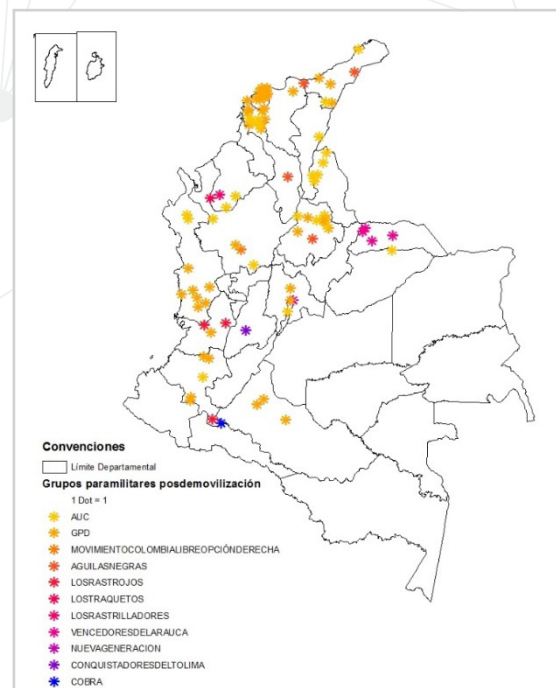 Convenciones
Límite Departamental
Grupos paramilitares posdemovilización
1 Dot = 1
AUC
GPD
MOVIMIENTOCOLOMBIALIBREOPCIÓNDERECHA
AGUILASNEGRAS
LOSRASTROJOS
LOSTRAQUETOS
LOSRASTRILLADORES
VENCEDORESDELARAUCA
NUEVAGENERACION
CONQUISTADORESDELTOLIMA
COBRA